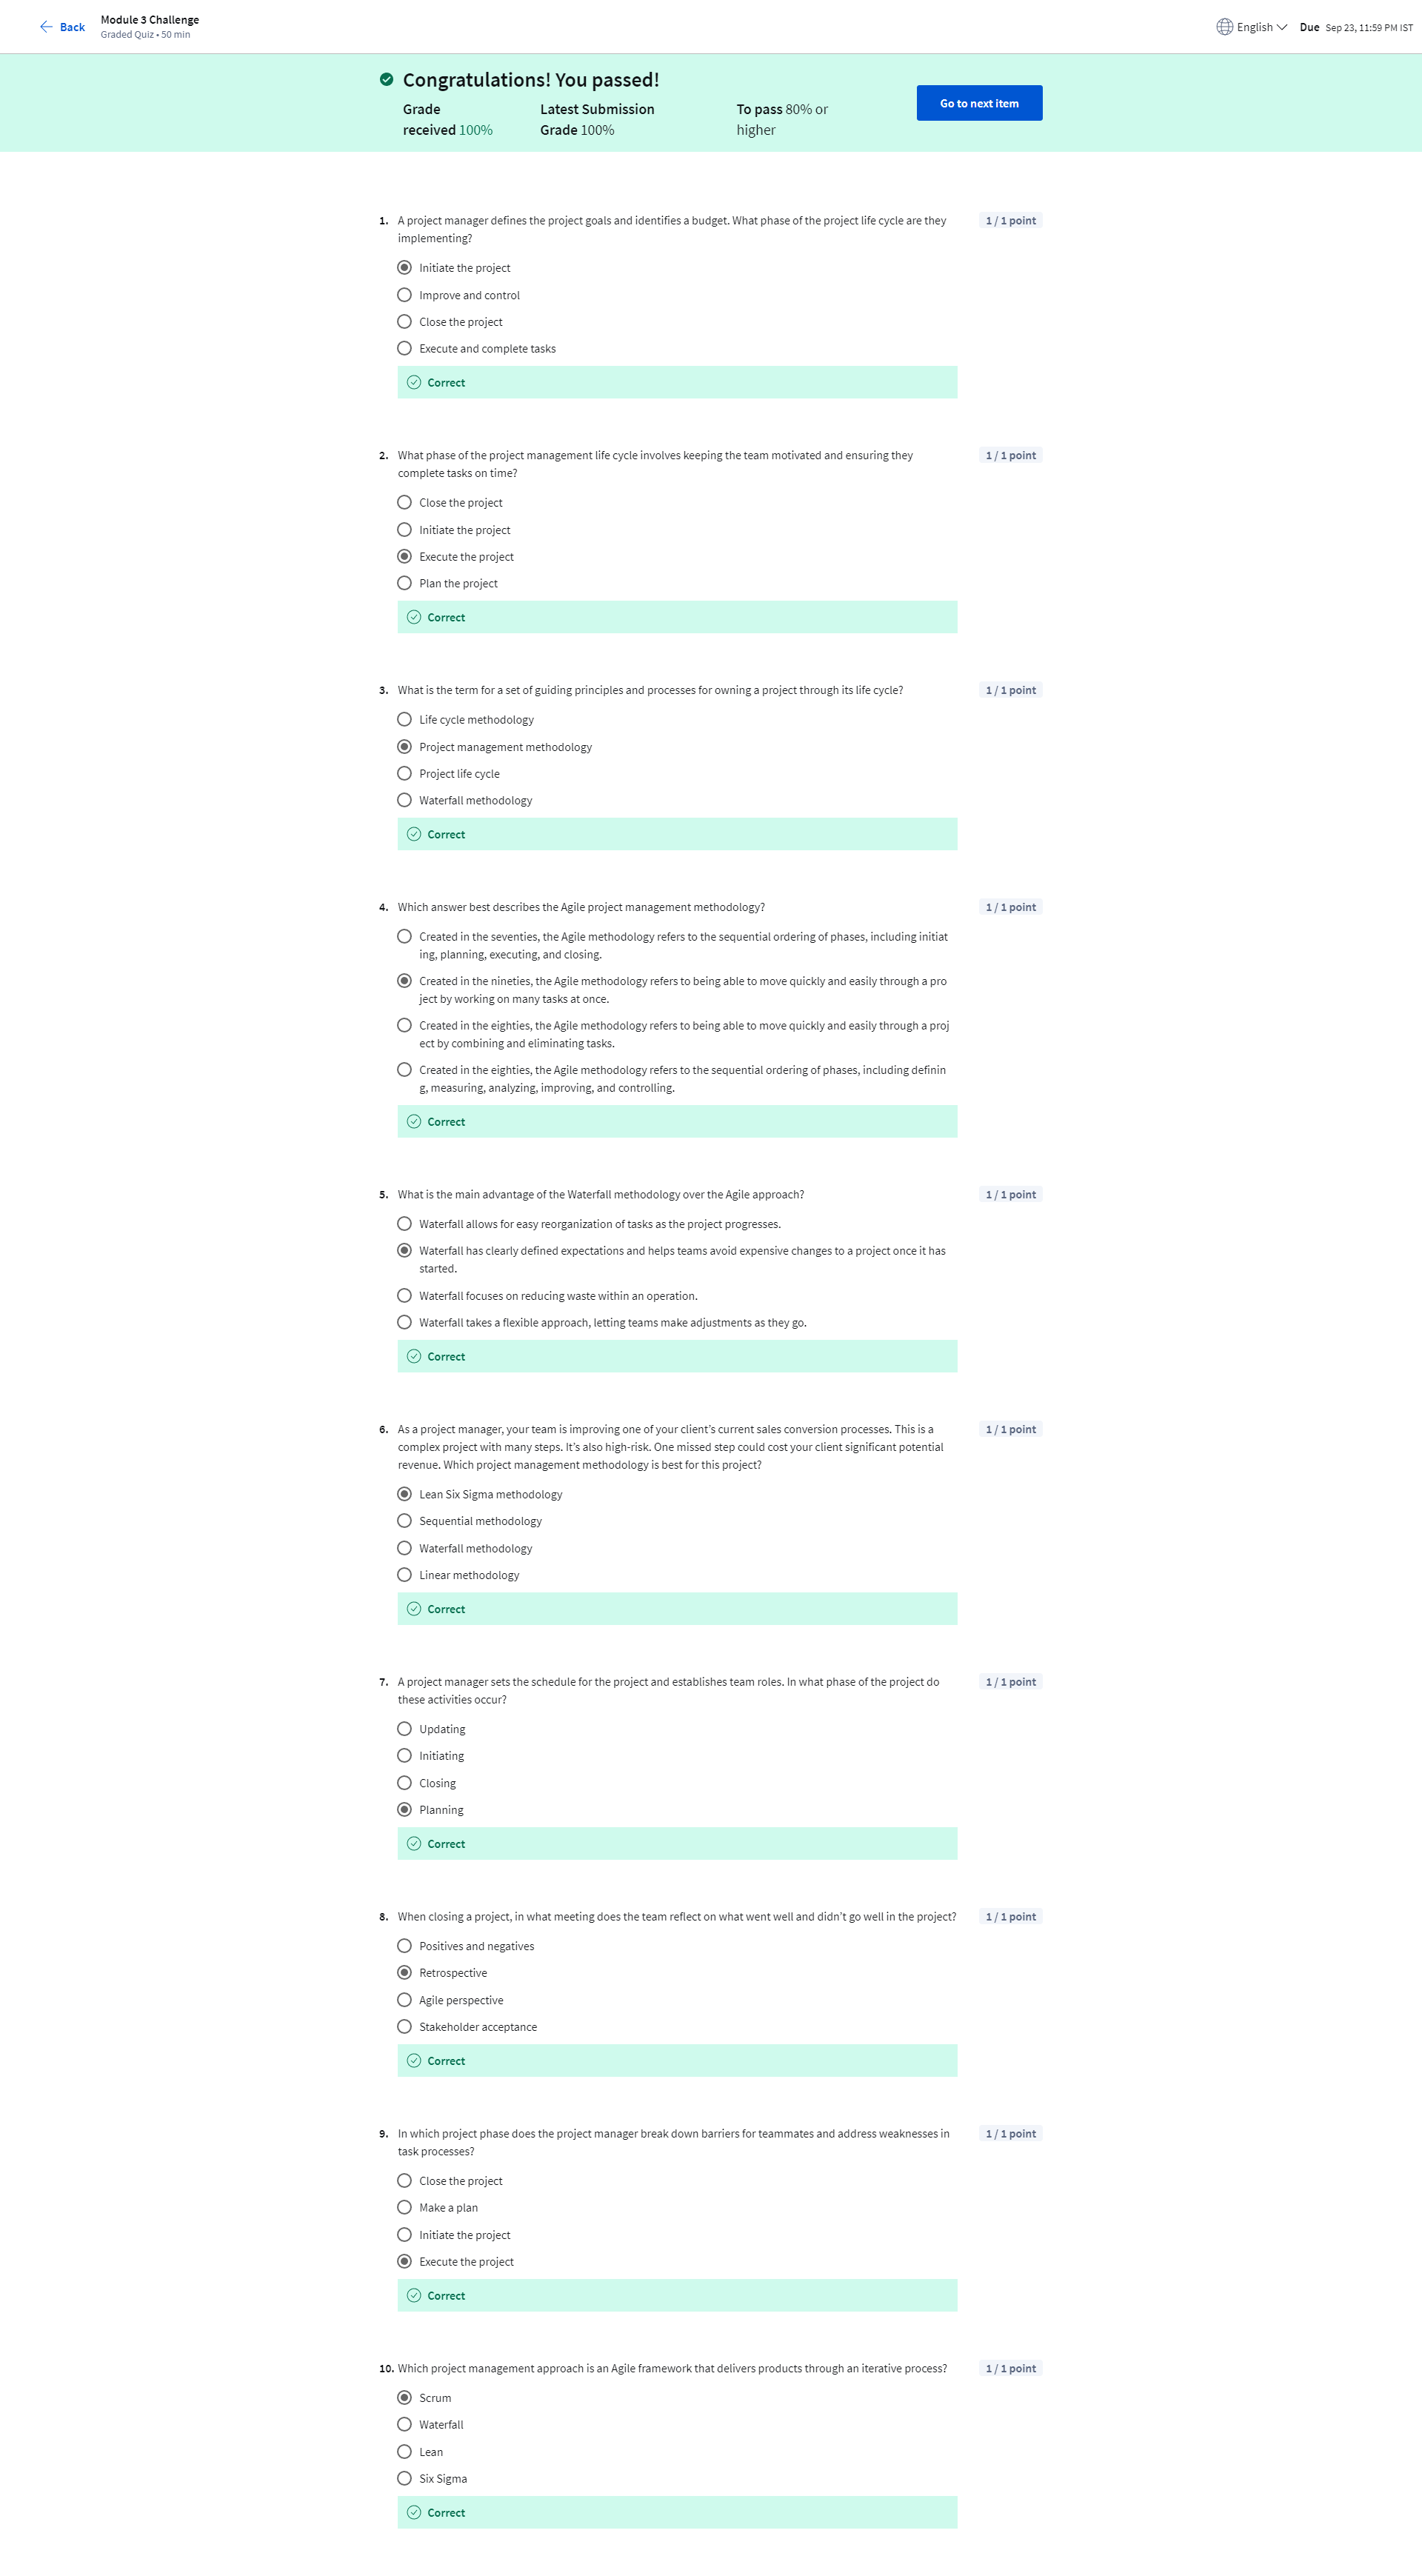 Back
Module 3 Challenge
Graded Quiz • 50 min
English
Due Sep 23, 11:59 PM IST
Congratulations! You passed!
Grade
received 100%
Latest Submission
Grade 100%
To pass 80% or
higher
Go to next item
1. A project manager defines the project goals and identifies a budget. What phase of the project life cycle are they
implementing?
1 / 1 point
Initiate the project
Improve and control
Close the project
Execute and complete tasks
Correct
2. What phase of the project management life cycle involves keeping the team motivated and ensuring they
complete tasks on time?
1 / 1 point
Close the project
Initiate the project
Execute the project
Plan the project
Correct
3. What is the term for a set of guiding principles and processes for owning a project through its life cycle?
1 / 1 point
Life cycle methodology
Project management methodology
Project life cycle
Waterfall methodology
Correct
4. Which answer best describes the Agile project management methodology?
1 / 1 point
Created in the seventies, the Agile methodology refers to the sequential ordering of phases, including initiat
ing, planning, executing, and closing.
Created in the nineties, the Agile methodology refers to being able to move quickly and easily through a pro
ject by working on many tasks at once.
Created in the eighties, the Agile methodology refers to being able to move quickly and easily through a proj
ect by combining and eliminating tasks.
Created in the eighties, the Agile methodology refers to the sequential ordering of phases, including definin
g, measuring, analyzing, improving, and controlling.
Correct
5. What is the main advantage of the Waterfall methodology over the Agile approach?
1 / 1 point
Waterfall allows for easy reorganization of tasks as the project progresses.
Waterfall has clearly defined expectations and helps teams avoid expensive changes to a project once it has
started.
Waterfall focuses on reducing waste within an operation.
Waterfall takes a flexible approach, letting teams make adjustments as they go.
Correct
6. As a project manager, your team is improving one of your client’s current sales conversion processes. This is a
complex project with many steps. It’s also high-risk. One missed step could cost your client significant potential
revenue. Which project management methodology is best for this project?
1 / 1 point
Lean Six Sigma methodology
Sequential methodology
Waterfall methodology
Linear methodology
Correct
7. A project manager sets the schedule for the project and establishes team roles. In what phase of the project do
these activities occur?
1 / 1 point
Updating
Initiating
Closing
Planning
Correct
8. When closing a project, in what meeting does the team reflect on what went well and didn’t go well in the project?
1 / 1 point
Positives and negatives
Retrospective
Agile perspective
Stakeholder acceptance
Correct
9. In which project phase does the project manager break down barriers for teammates and address weaknesses in
task processes?
1 / 1 point
Close the project
Make a plan
Initiate the project
Execute the project
Correct
10. Which project management approach is an Agile framework that delivers products through an iterative process?
1 / 1 point
Scrum
Waterfall
Lean
Six Sigma
Correct